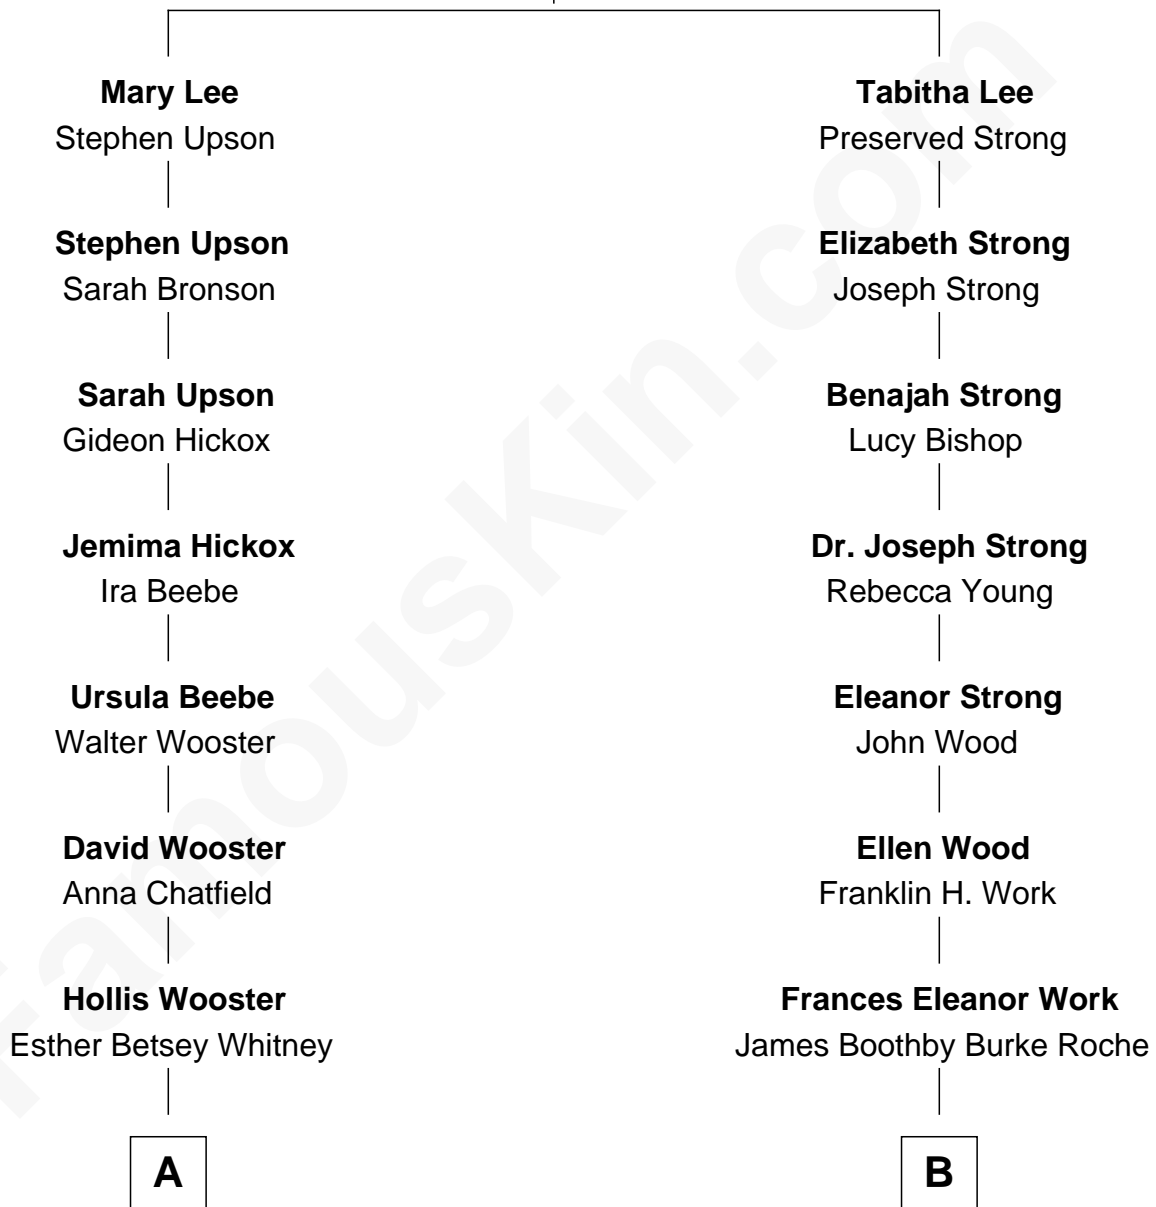 Mary Lee
Stephen Upson
Stephen Upson
Sarah Bronson
Sarah Upson
Gideon Hickox
Jemima Hickox
Ira Beebe
Ursula Beebe
Walter Wooster
David Wooster
Anna Chatfield
Hollis Wooster
Esther Betsey Whitney
A
Tabitha Lee
Preserved Strong
Elizabeth Strong
Joseph Strong
Benajah Strong
Lucy Bishop
Dr. Joseph Strong
Rebecca Young
Eleanor Strong
John Wood
Ellen Wood
Franklin H. Work
Frances Eleanor Work
James Boothby Burke Roche
B
FamousKin.com